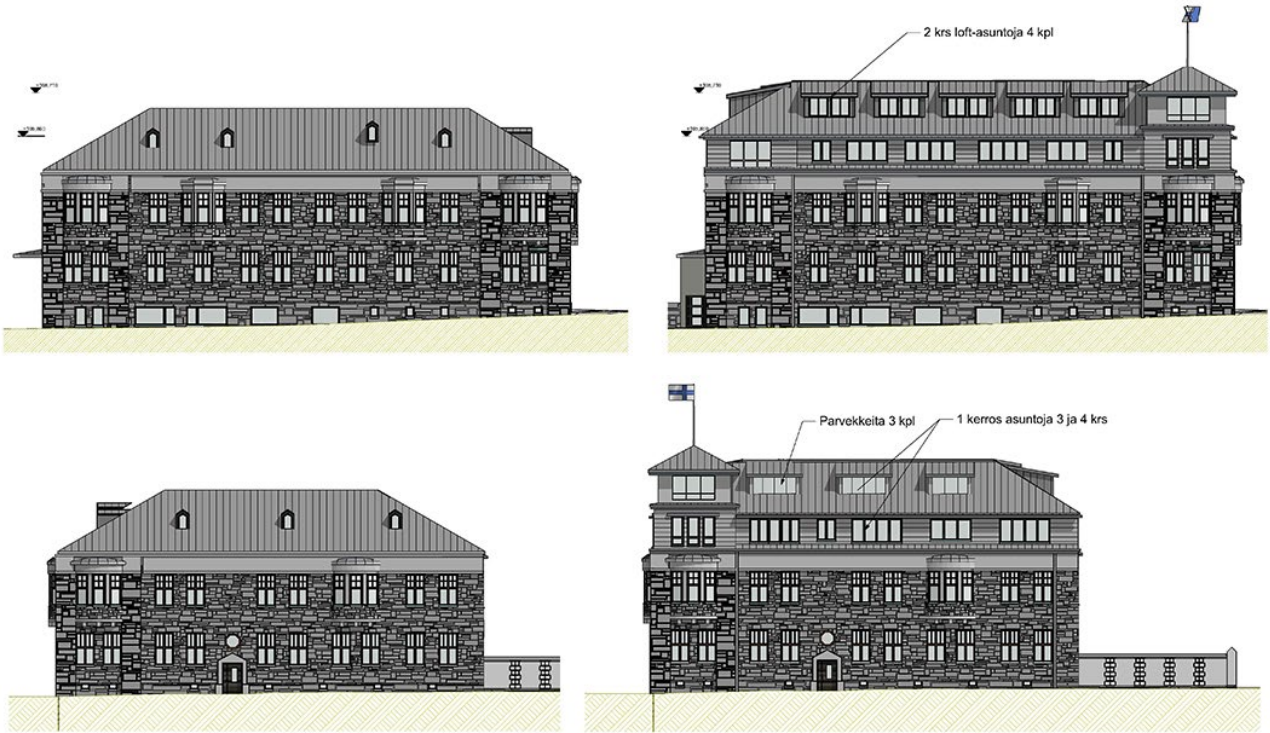 2 krs loft-asuntoja 4 kpl
Parvekkeita 3 kpl
1 kerros asuntoja 3 ja 4 krs